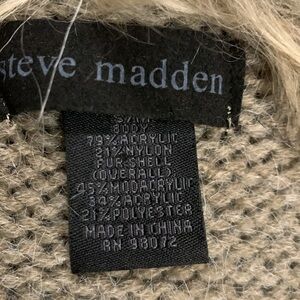 steve madden
S/M
BODY
79%ACRYLIC
21%NYLON
FUR SHELL
(OVERALL)
45%MODACRYLIC
34%ACRYLIC
21%POLYESTER
MADE IN CHINA
RN 98072